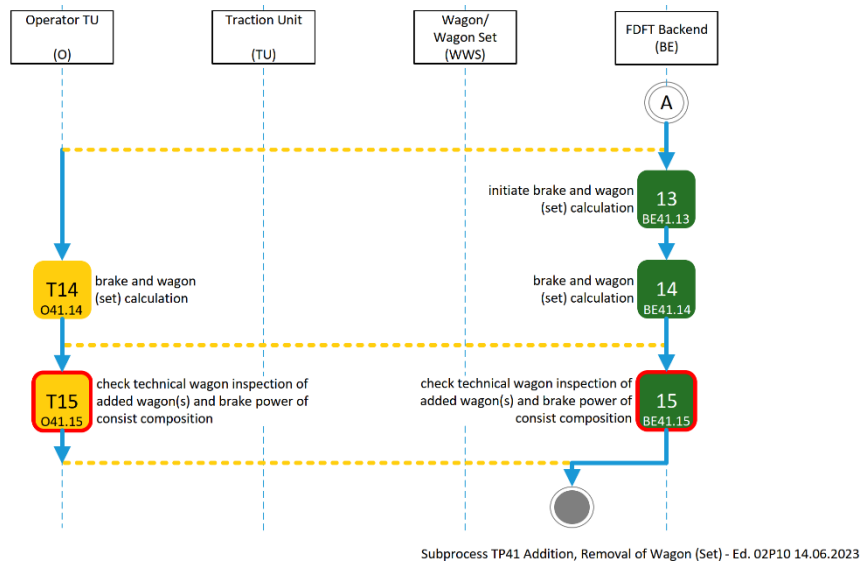 Operator TU
(O)
Traction Unit
(TU)
Wagon/
Wagon Set
(WWS)
FDFT Backend
(BE)
A
initiate brake and wagon
(set) calculation
13
BE41.13
T14
O41.14
brake and wagon
(set) calculation
brake and wagon
(set) calculation
14
BE41.14
T15
O41.15
check technical wagon inspection of
added wagon(s) and brake power of
consist composition
check technical wagon inspection of
added wagon(s) and brake power of
consist composition
15
BE41.15
Subprocess TP41 Addition, Removal of Wagon (Set) - Ed. 02P10 14.06.2023